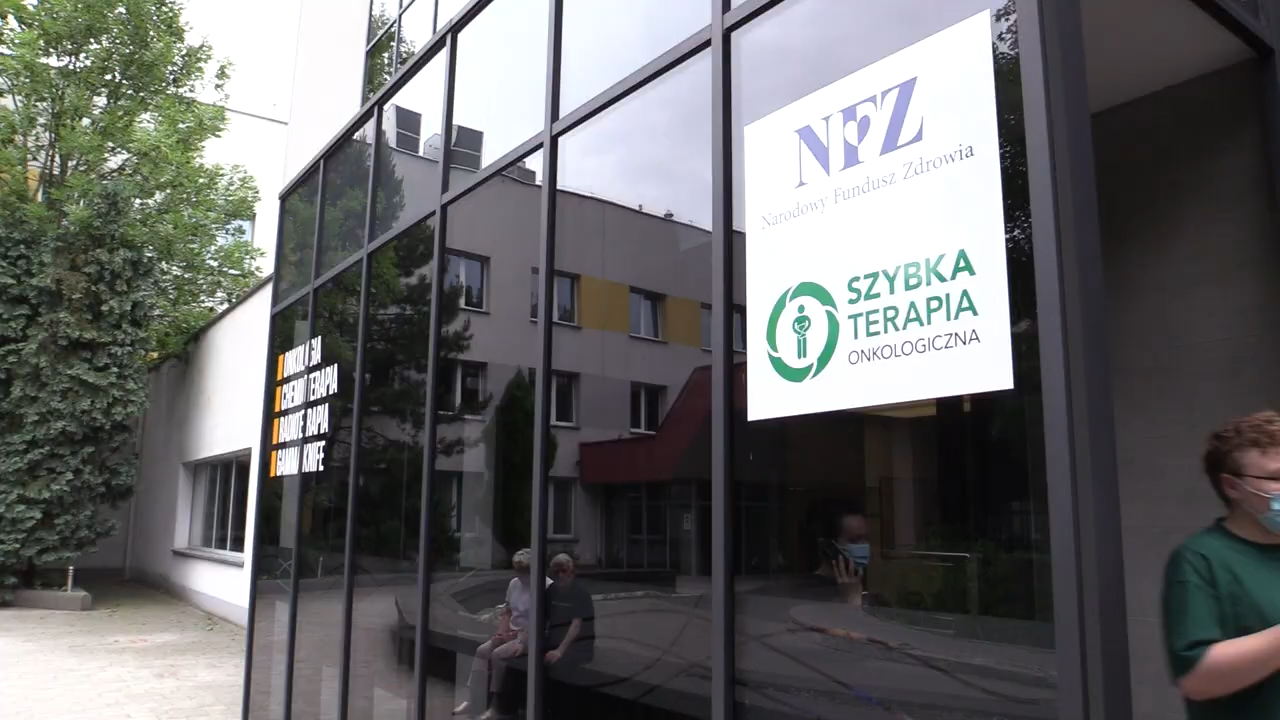 NFZ
Narodowy Fundusz Zdrowia
SZYBKA
TERAPIA
ONKOLOGICZNA
ONKOLOGIA
CHEMIOTERAPIA
RADIOTERAPIA
GAMMA KNIFE